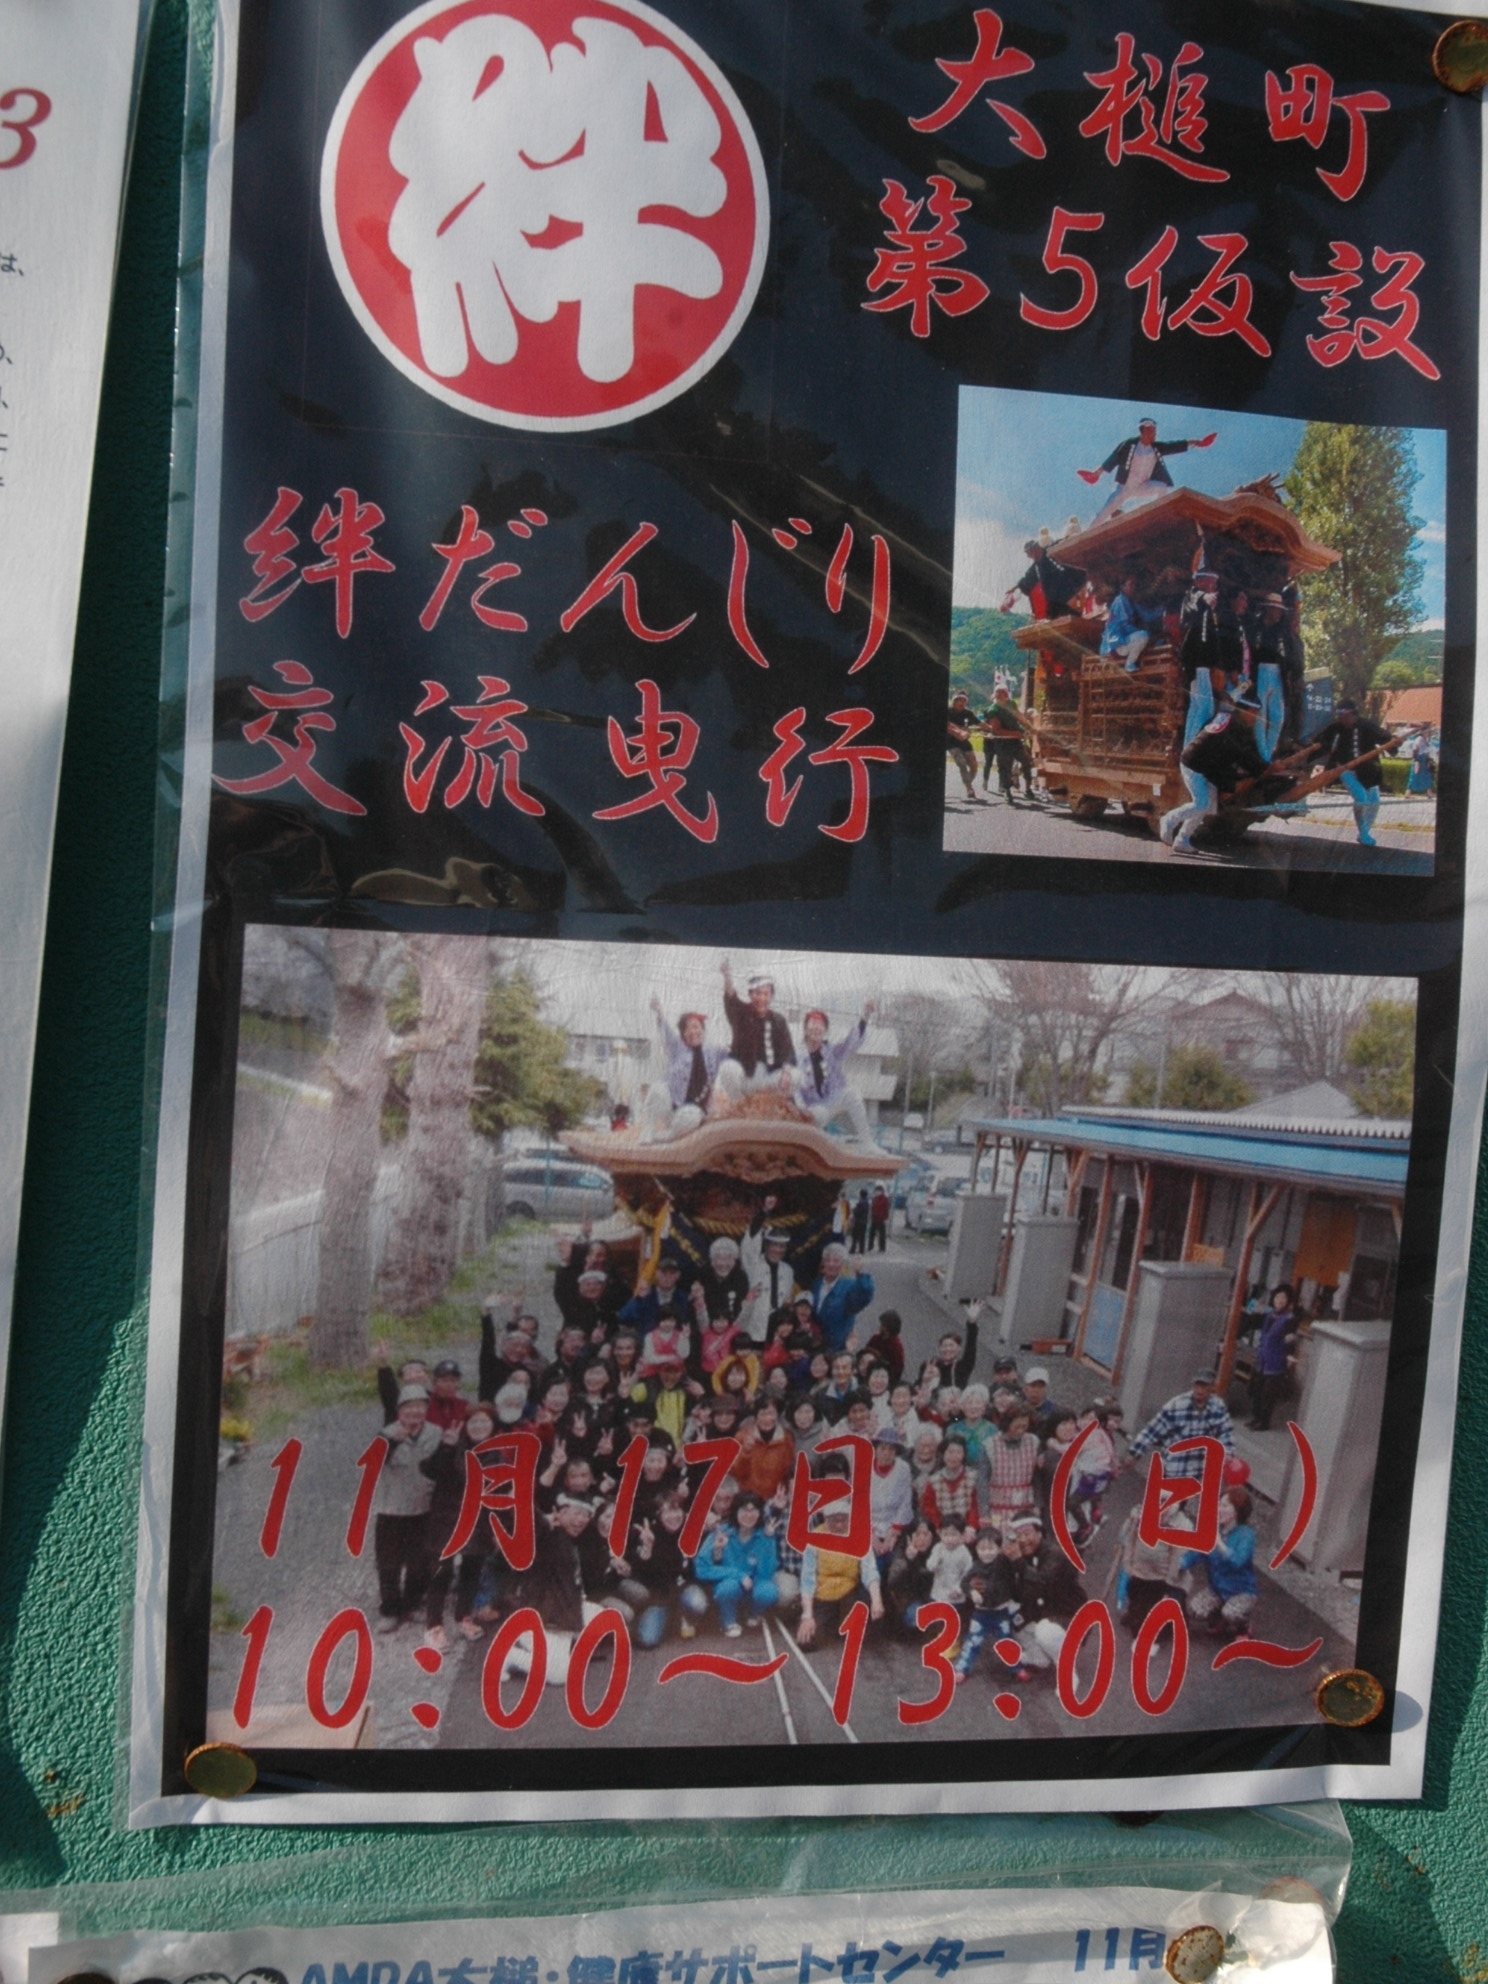 絆
大槌町
第5仮設
絆だんじり
交流曳行
11月17日(日)
10:00~13:00~
AMDA大槌・健康サポートセンター 11月
3
は、